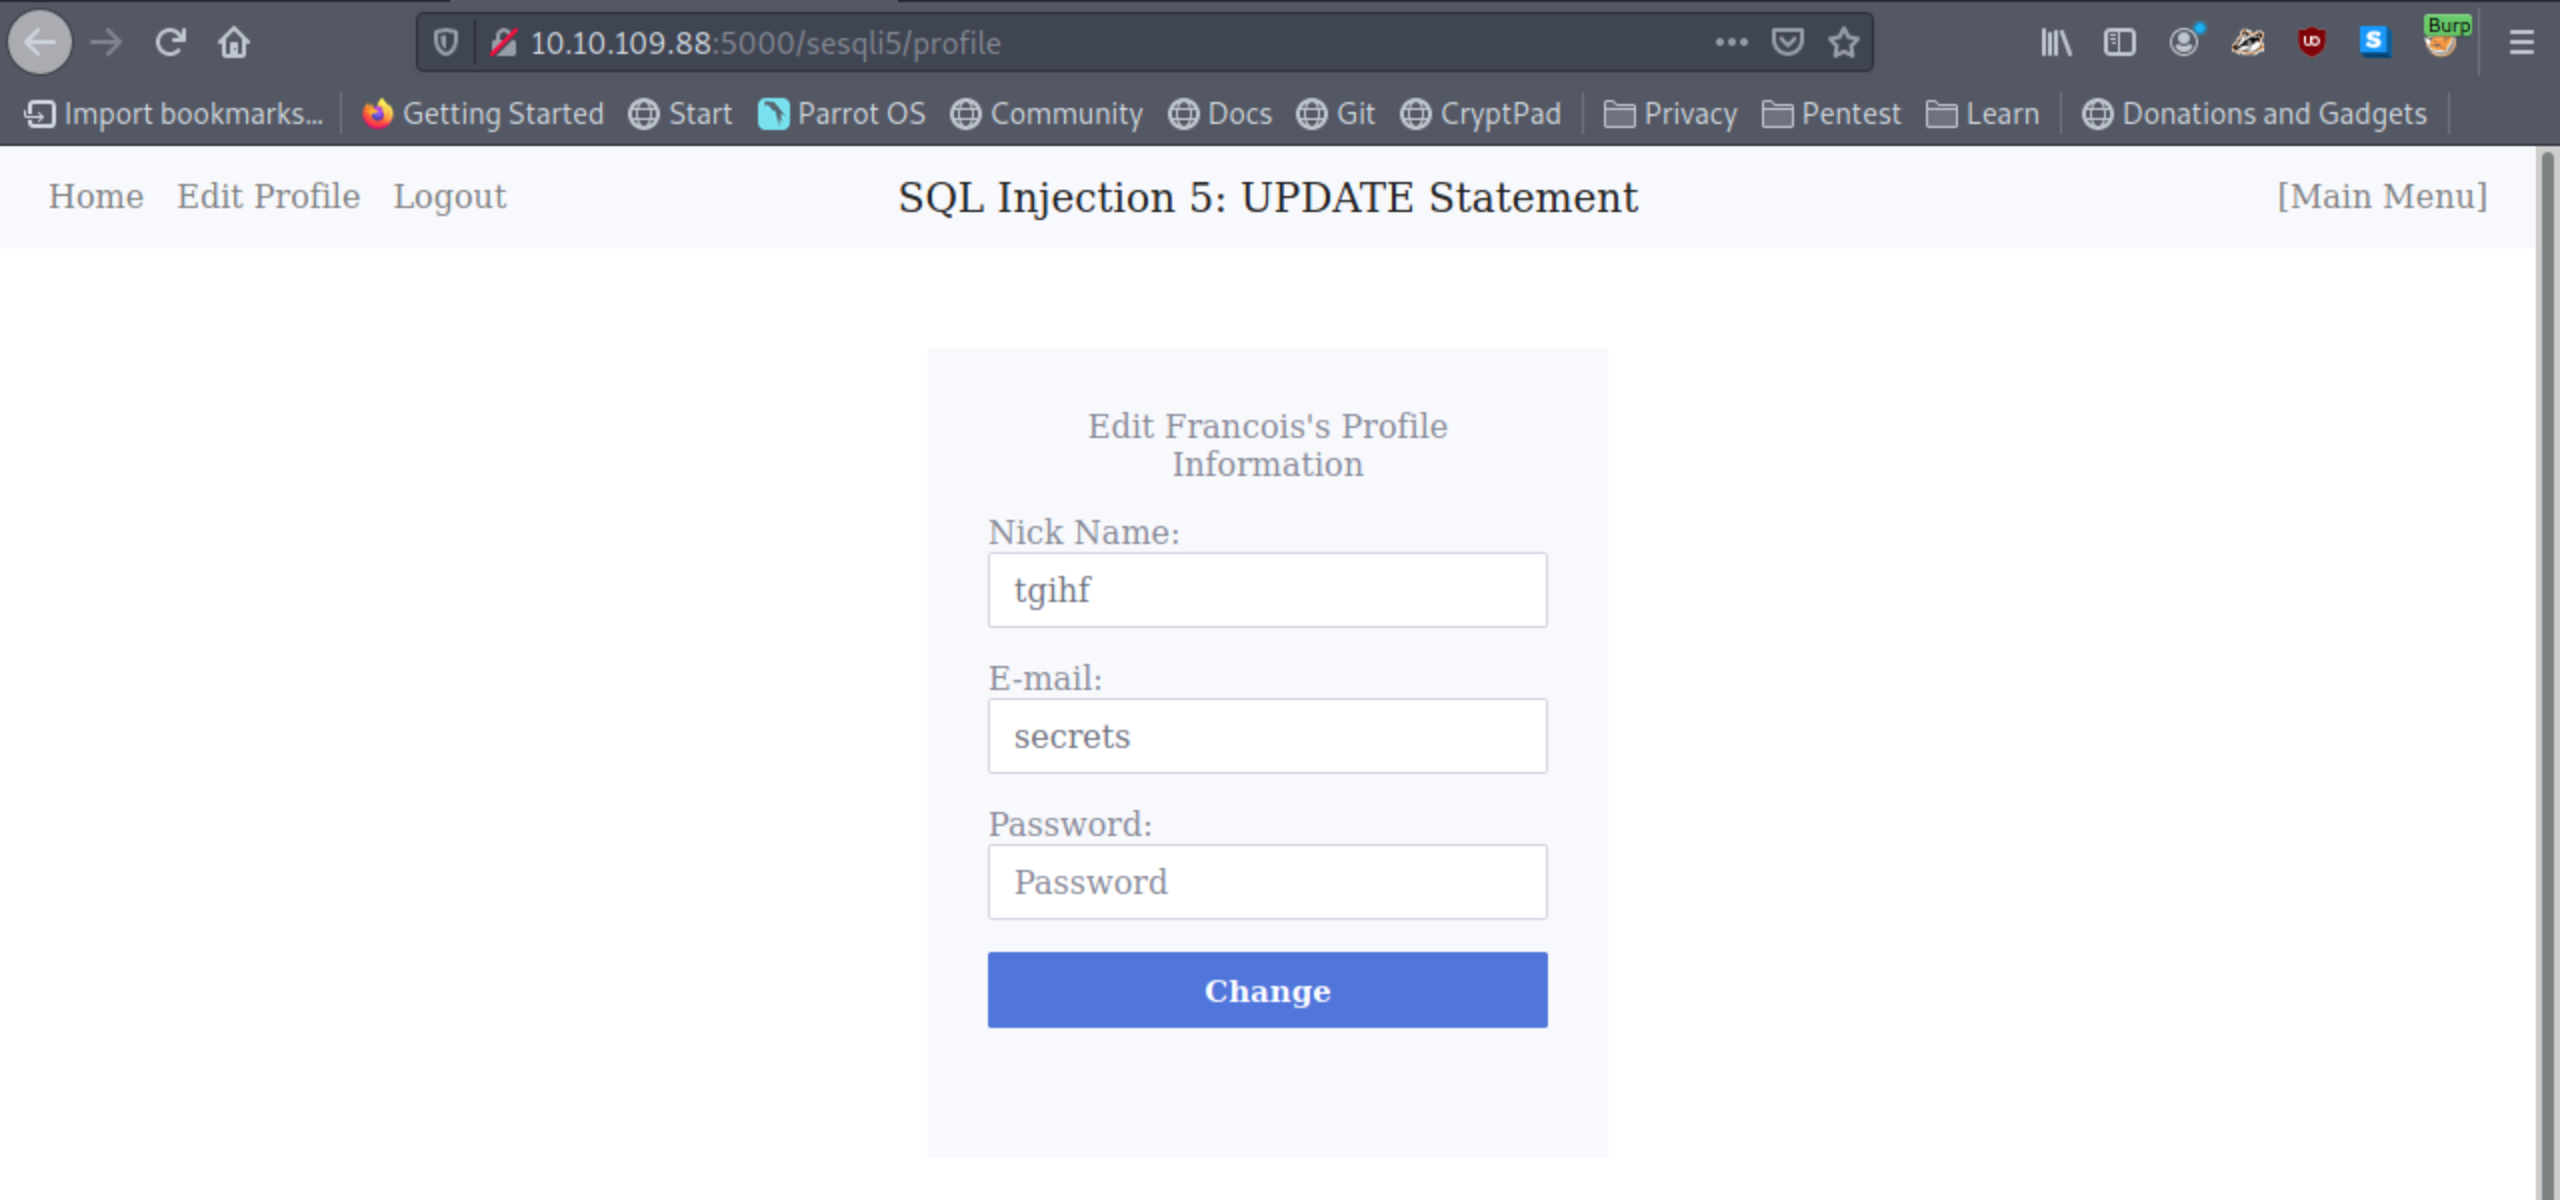 10.10.109.88:5000/sesqli5/profile
Burp
Import bookmarks... Getting Started Start Parrot OS Community Docs Git CryptPad Privacy Pentest Learn Donations and Gadgets
Home Edit Profile Logout SQL Injection 5: UPDATE Statement [Main Menu]
Edit Francois's Profile
Information
Nick Name:
tgihf
E-mail:
secrets
Password:
Password
Change